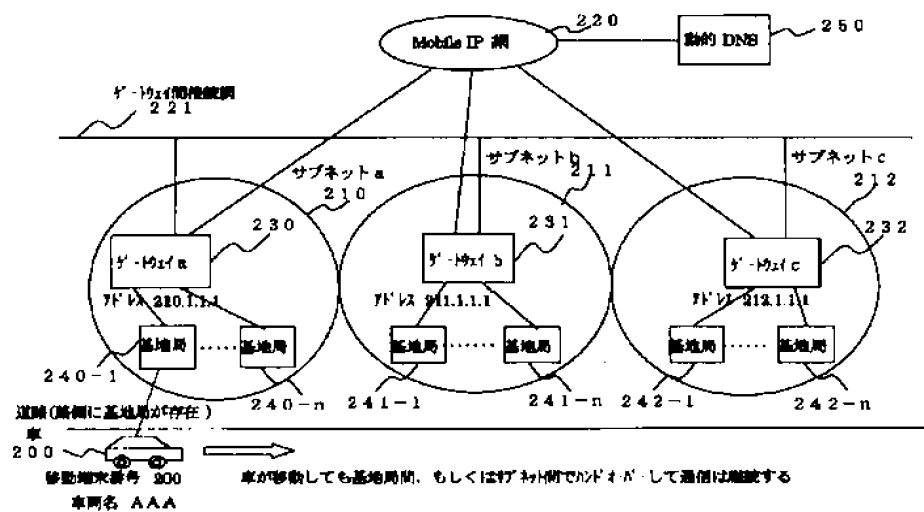 220
Mobile IP 網
動的 DNS
250
ゲートウェイ間接続網
221
サブネットa
210
サブネットb
211
サブネットc
212
230
ゲートウェイa
231
ゲートウェイb
232
ゲートウェイc
アドレス 210.1.1.1
アドレス 211.1.1.1
アドレス 212.1.1.1
基地局 ・・・・・ 基地局
基地局 ・・・・・・ 基地局
基地局 ・・・・・ 基地局
240-1
240-n
241-1
241-n
242-1
242-n
道路(路側に基地局が存在)
車
200
移動端末番号 200
車両名 AAA
車が移動しても基地局間、もしくはサブネット間でハンドオーバーして通信は継続する